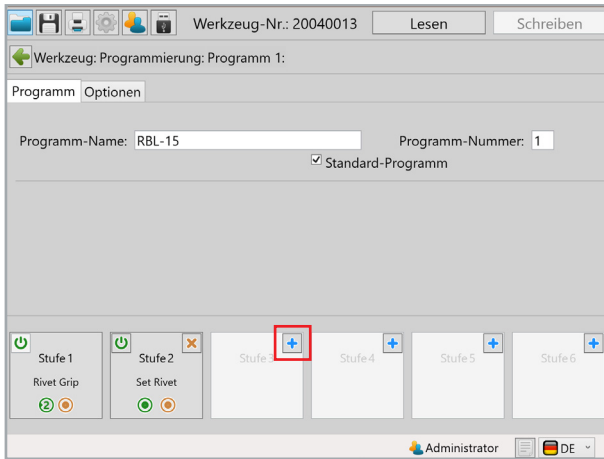 Werkzeug-Nr.: 20040013 Lesen Schreiben
Werkzeug: Programmierung: Programm 1:
Programm Optionen
Programm-Name: RBL-15 Programm-Nummer: 1
Standard-Programm
Stufe 1 Stufe 2 Stufe 3 Stufe 4 Stufe 5 Stufe 6
Rivet Grip Set Rivet
2
Administrator DE